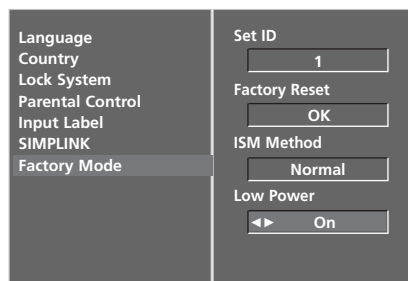 Language
Country
Lock System
Parental Control
Input Label
SIMPLINK
Factory Mode
Set ID
1
Factory Reset
OK
ISM Method
Normal
Low Power
◄► On